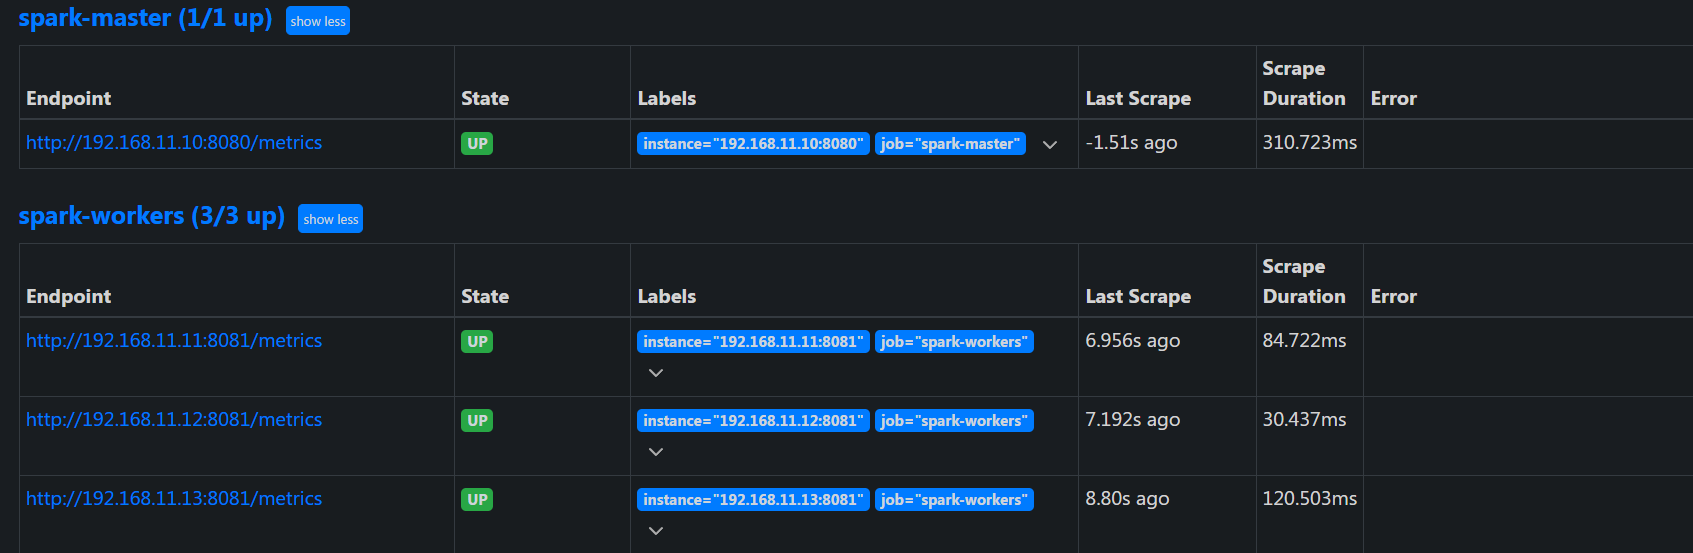 spark-master (1/1 up) show less
Endpoint State Labels Last Scrape Scrape Duration Error
http://192.168.11.10:8080/metrics UP instance="192.168.11.10:8080" job="spark-master" -1.51s ago 310.723ms
spark-workers (3/3 up) show less
Endpoint State Labels Last Scrape Scrape Duration Error
http://192.168.11.11:8081/metrics UP instance="192.168.11.11:8081" job="spark-workers" 6.956s ago 84.722ms
http://192.168.11.12:8081/metrics UP instance="192.168.11.12:8081" job="spark-workers" 7.192s ago 30.437ms
http://192.168.11.13:8081/metrics UP instance="192.168.11.13:8081" job="spark-workers" 8.80s ago 120.503ms